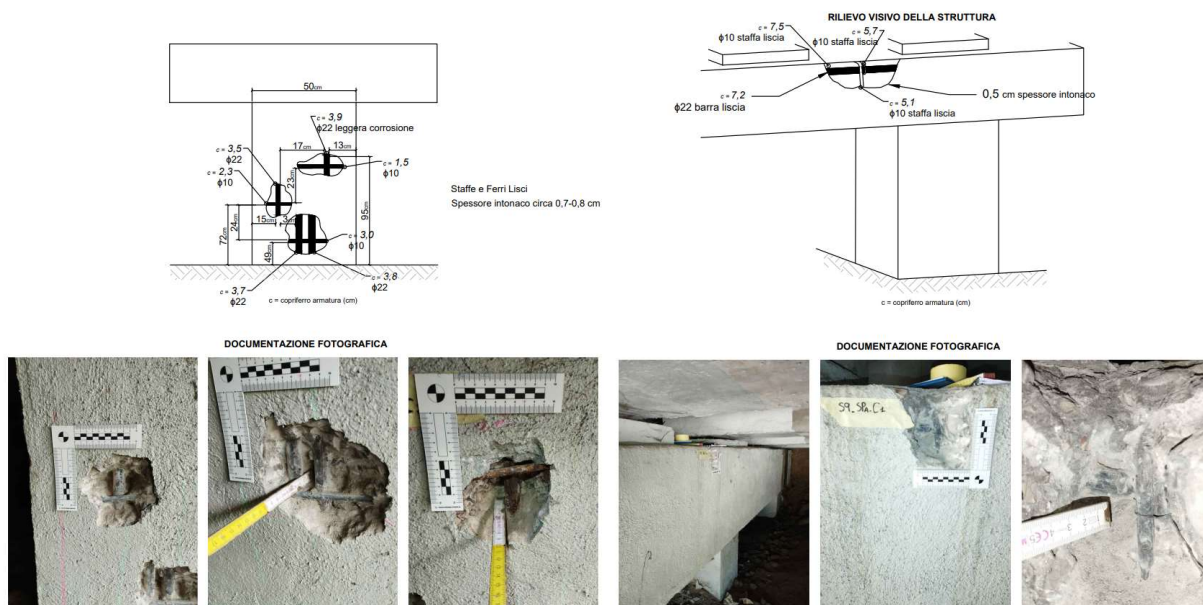 50cm
c = 3,9
ϕ22 leggera corrosione
17cm
13cm
c = 3,5
ϕ22
c = 2,3
ϕ10
c = 1,5
ϕ10
23cm
95cm
15cm
3cm
24cm
72cm
49cm
c = 3,0
ϕ10
c = 3,8
ϕ22
c = 3,7
ϕ22
c = copriferro armatura (cm)
Staffe e Ferri Lisci
Spessore intonaco circa 0,7-0,8 cm
DOCUMENTAZIONE FOTOGRAFICA
RILIEVO VISIVO DELLA STRUTTURA
c = 7,5
ϕ10 staffa liscia
c = 5,7
ϕ10 staffa liscia
c = 7,2
ϕ22 barra liscia
0,5 cm spessore intonaco
c = 5,1
ϕ10 staffa liscia
c = copriferro armatura (cm)
DOCUMENTAZIONE FOTOGRAFICA